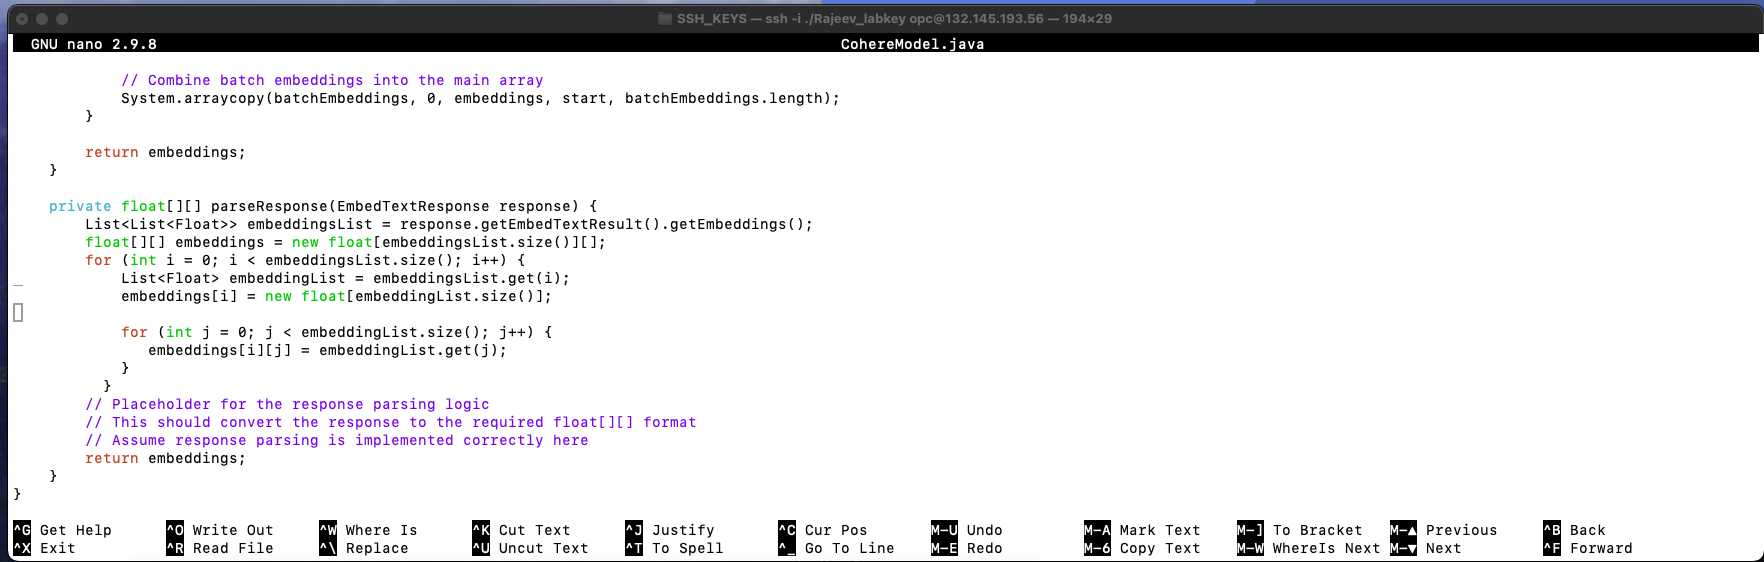 SSH_KEYS — ssh -i ./Rajeev_labkey opc@132.145.193.56 — 194×29
GNU nano 2.9.8 CohereModel.java
// Combine batch embeddings into the main array
System.arraycopy(batchEmbeddings, 0, embeddings, start, batchEmbeddings.length);
}
return embeddings;
}
private float[][] parseResponse(EmbedTextResponse response) {
List<List<Float>> embeddingsList = response.getEmbedTextResult().getEmbeddings();
float[][] embeddings = new float[embeddingsList.size()][];
for (int i = 0; i < embeddingsList.size(); i++) {
List<Float> embeddingList = embeddingsList.get(i);
embeddings[i] = new float[embeddingList.size()];
for (int j = 0; j < embeddingList.size(); j++) {
embeddings[i][j] = embeddingList.get(j);
}
}
// Placeholder for the response parsing logic
// This should convert the response to the required float[][] format
// Assume response parsing is implemented correctly here
return embeddings;
}
}
^G Get Help ^O Write Out ^W Where Is ^K Cut Text ^J Justify ^C Cur Pos M-U Undo M-A Mark Text M-] To Bracket M-▲ Previous ^B Back
^X Exit ^R Read File ^\ Replace ^U Uncut Text ^T To Spell ^_ Go To Line M-E Redo M-6 Copy Text M-W WhereIs Next M-▼ Next ^F Forward